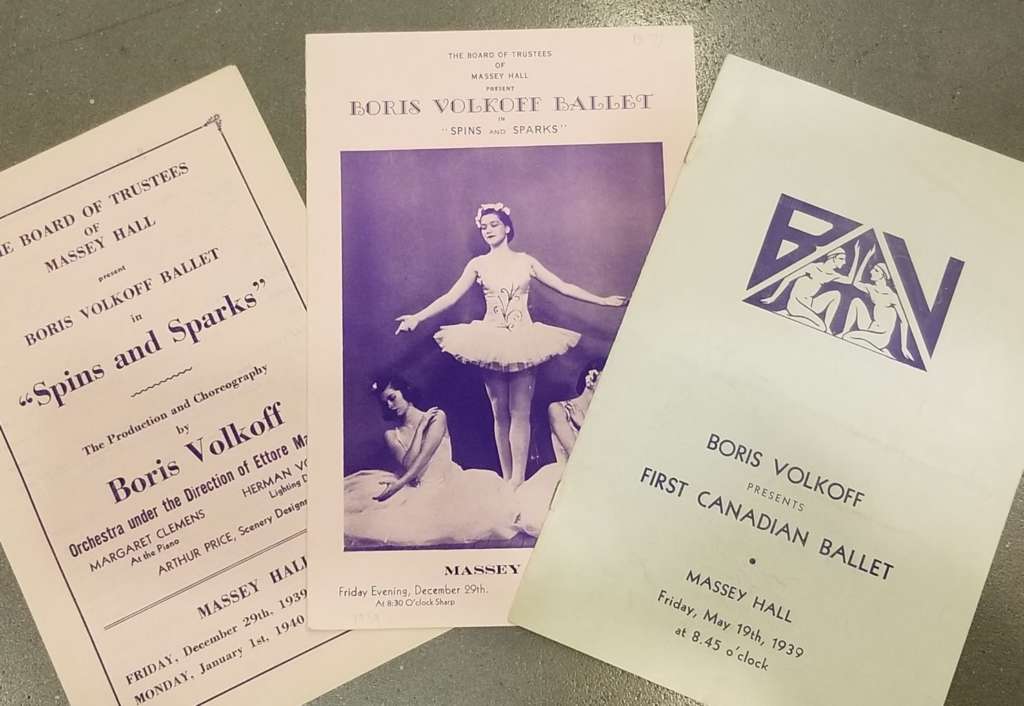 THE BOARD OF TRUSTEES
OF
MASSEY HALL
present
BORIS VOLKOFF BALLET
in
"Spins and Sparks"
The Production and Choreography
by
Boris Volkoff
Orchestra under the Direction of Ettore
MARGARET CLEMENS
At the Piano
HERMAN
Lighting
ARTHUR PRICE, Scenery
MASSEY HALL
FRIDAY, December 29th, 1939
MONDAY, January 1st, 1940
THE BOARD OF TRUSTEES
OF
MASSEY HALL
PRESENT
BORIS VOLKOFF BALLET
IN
"SPINS AND SPARKS"
MASSEY
Friday Evening, December 29th.
At 8:30 O'clock Sharp
BV
BORIS VOLKOFF
PRESENTS
FIRST CANADIAN BALLET
•
MASSEY HALL
Friday, May 19th, 1939
at 8.45 o'clock